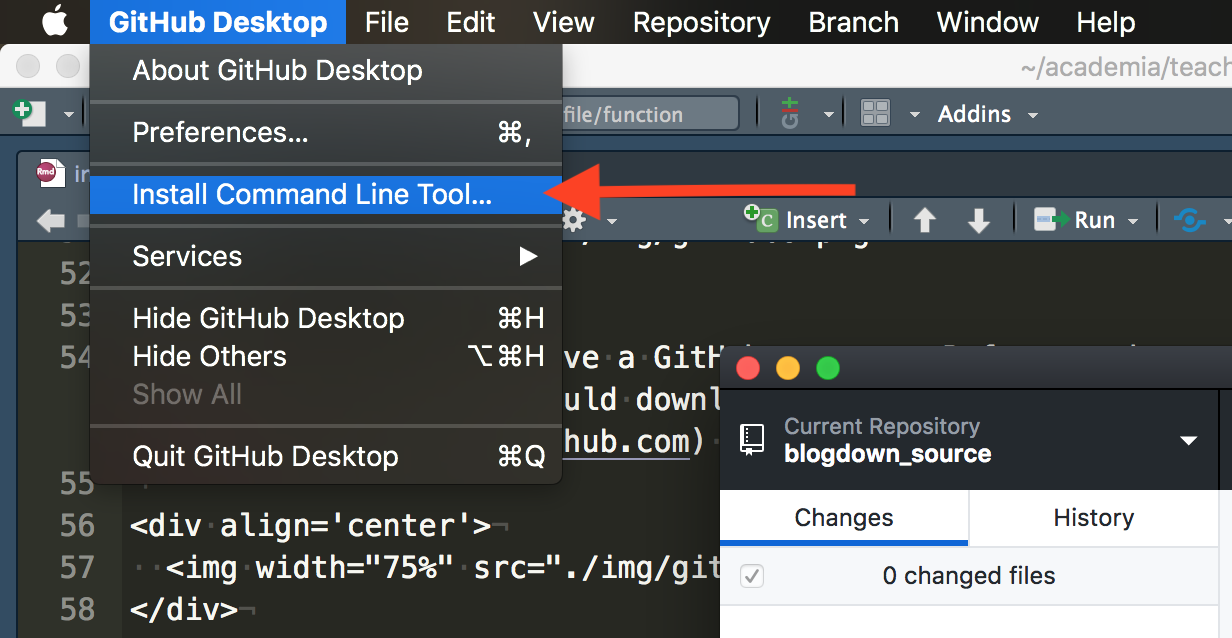 GitHub Desktop File Edit View Repository Branch Window Help
About GitHub Desktop
~/academia/teach
Preferences... ⌘,
file/function
Addins
Install Command Line Tool...
Rmd
Insert
Run
Services
52
53
Hide GitHub Desktop ⌘H
Hide Others ⌥⌘H
Show All
Quit GitHub Desktop ⌘Q
54 ve a GitH
uld downl
hub.com)
55
56 <div align='center'>
57 <img width="75%" src="./img/git
58 </div>
Current Repository
blogdown_source
Changes History
0 changed files